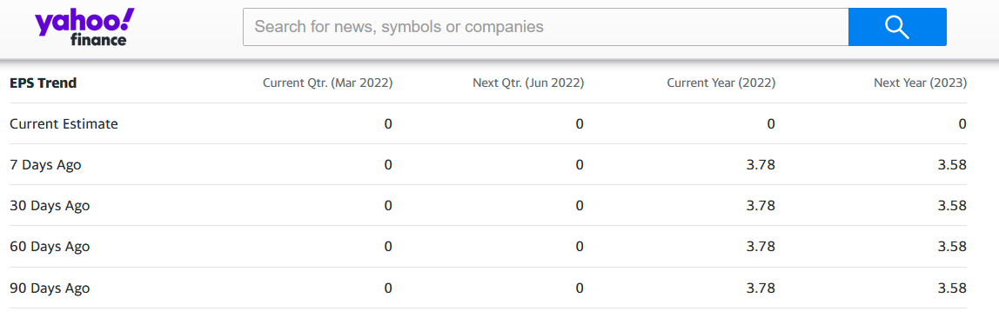 yahoo!
finance
Search for news, symbols or companies
EPS Trend Current Qtr. (Mar 2022) Next Qtr. (Jun 2022) Current Year (2022) Next Year (2023)
Current Estimate 0 0 0 0
7 Days Ago 0 0 3.78 3.58
30 Days Ago 0 0 3.78 3.58
60 Days Ago 0 0 3.78 3.58
90 Days Ago 0 0 3.78 3.58